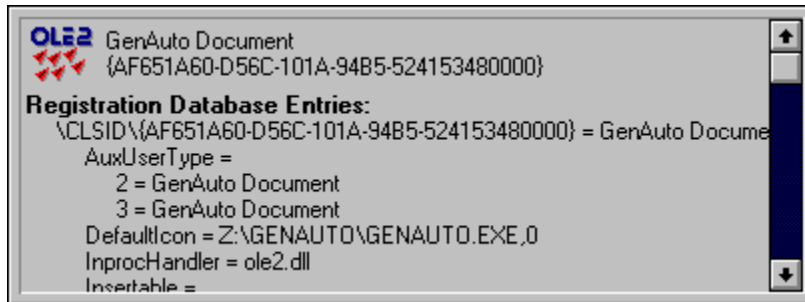 OLE2 GenAuto Document
{AF651A60-D56C-101A-94B5-524153480000}
Registration Database Entries:
\CLSID\{AF651A60-D56C-101A-94B5-524153480000} = GenAuto Docume
AuxUserType =
2 = GenAuto Document
3 = GenAuto Document
DefaultIcon = Z:\GENAUTO\GENAUTO.EXE,0
InprocHandler = ole2.dll
Insertable =